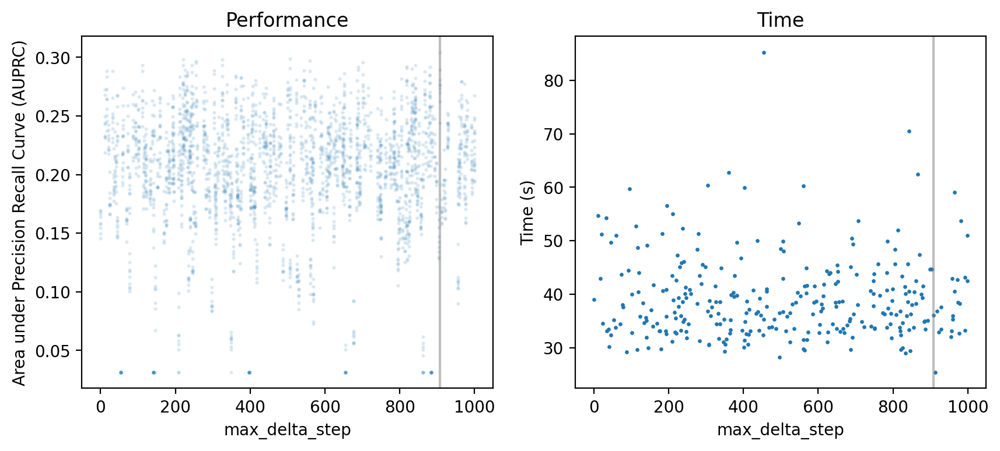 Performance
Area under Precision Recall Curve (AUPRC)
0.30
0.25
0.20
0.15
0.10
0.05
0 200 400 600 800 1000
max_delta_step
Time
Time (s)
80
70
60
50
40
30
0 200 400 600 800 1000
max_delta_step